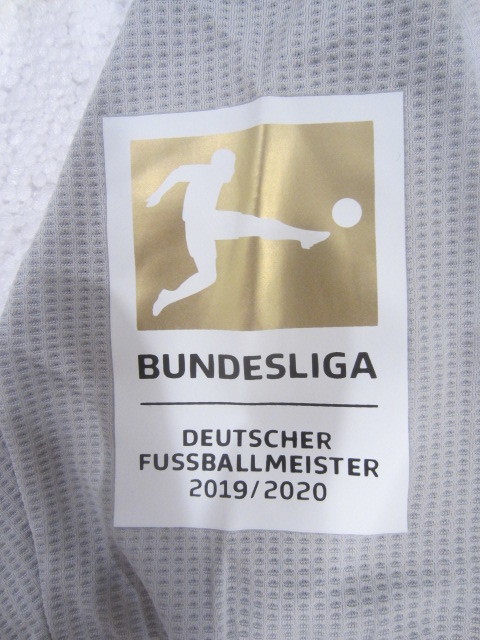 BUNDESLIGA
DEUTSCHER
FUSSBALLMEISTER
2019/2020